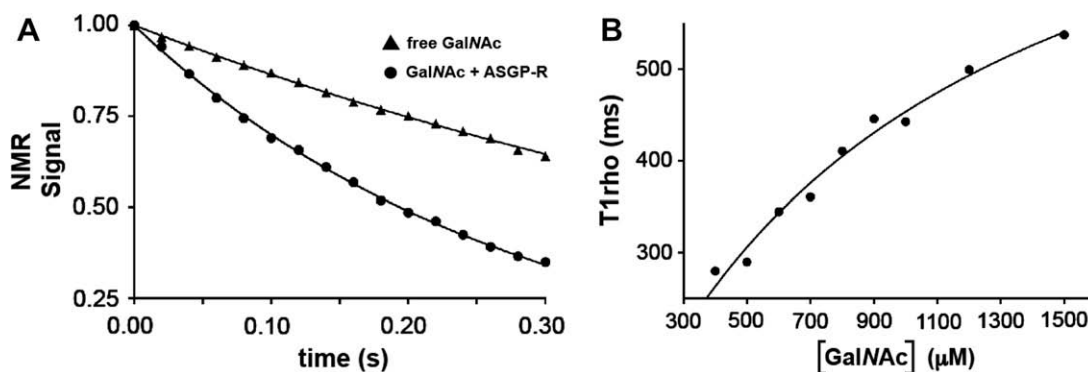 A
1.00
0.75
0.50
0.25
NMR
Signal
▲ free GalNAc
● GalNAc + ASGP-R
0.00 0.10 0.20 0.30
time (s)
B
500
400
300
T1rho (ms)
300 500 700 900 1100 1300 1500
[GalNAc] (μM)